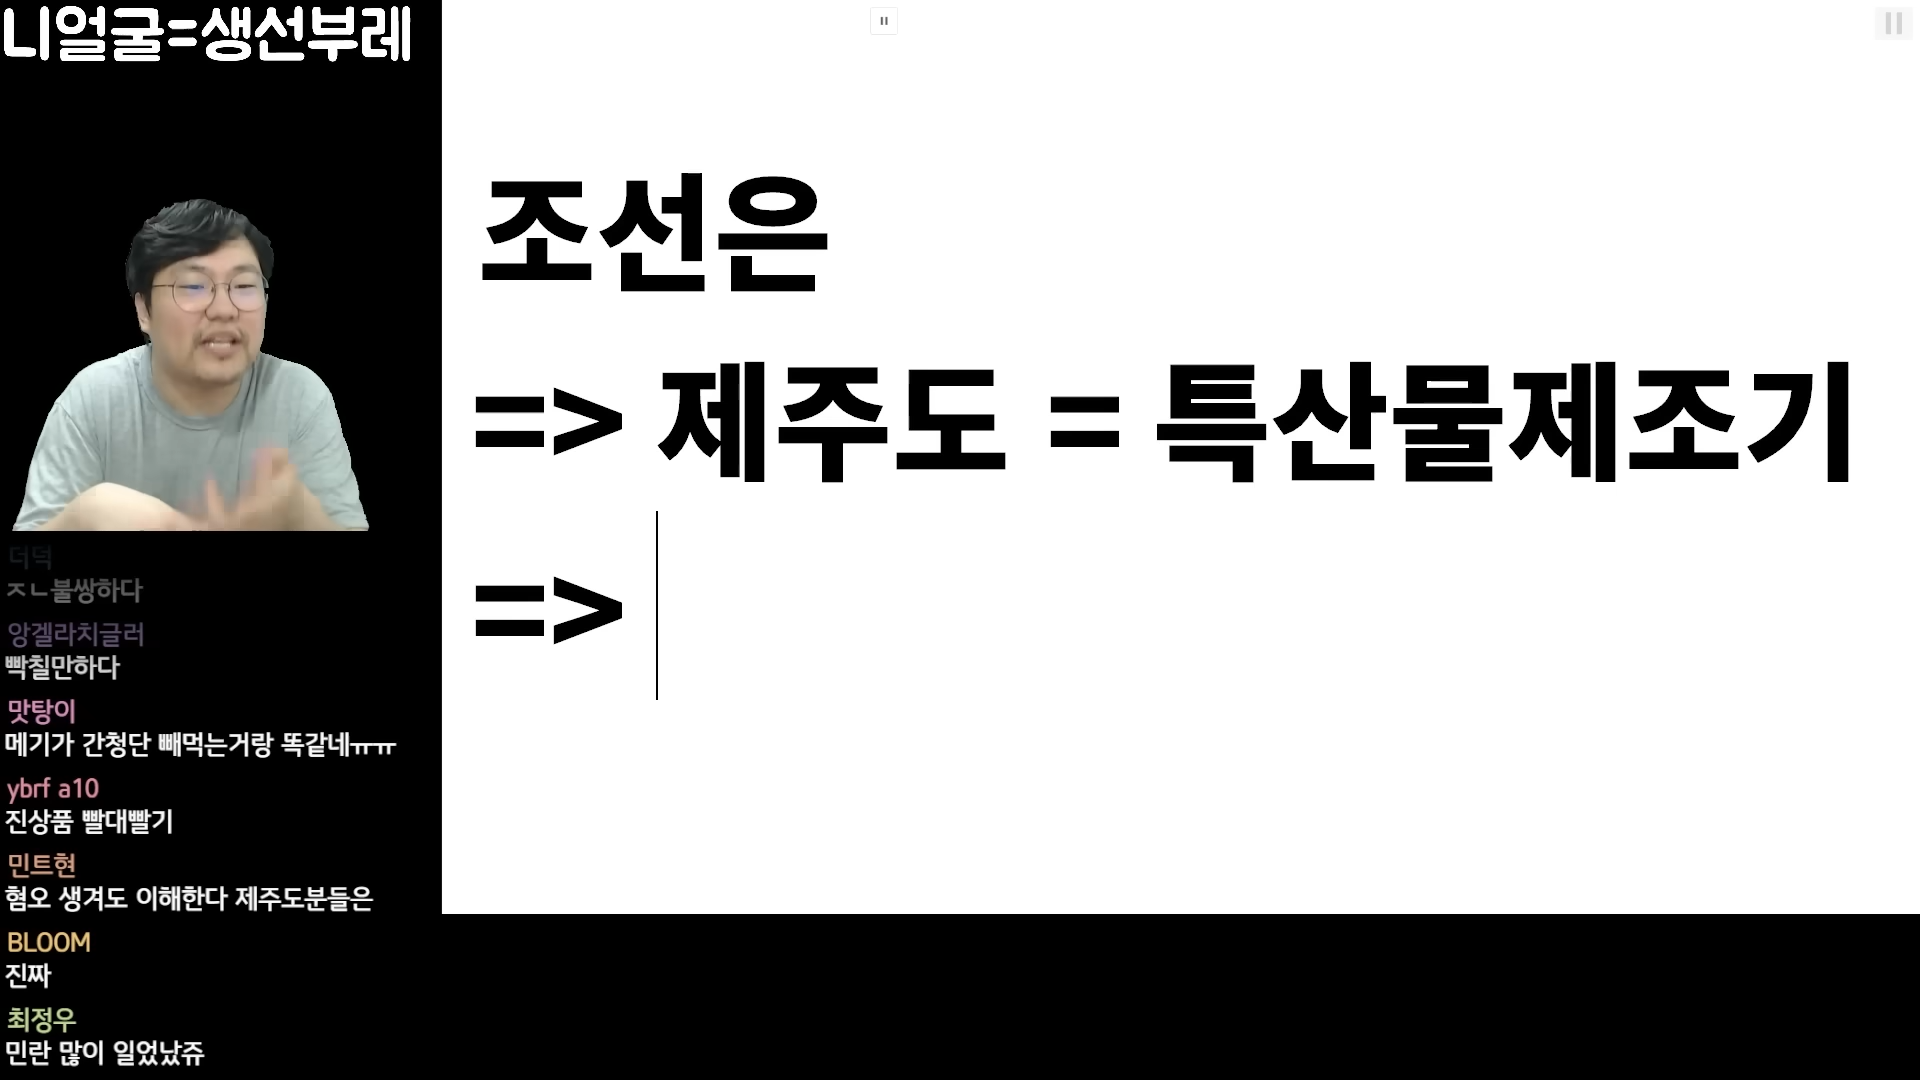 니얼굴=생선부레
조선은
=> 제주도 = 특산물제조기
=>
더덕
ㅈㄴ불쌍하다
앙겔라치글러
빡칠만하다
맛탕이
메기가 간청단 빼먹는거랑 똑같네ㅠㅠ
ybrf a10
진상품 빨대빨기
민트현
혐오 생겨도 이해한다 제주도분들은
BLOOM
진짜
최정우
민란 많이 일었났쥬